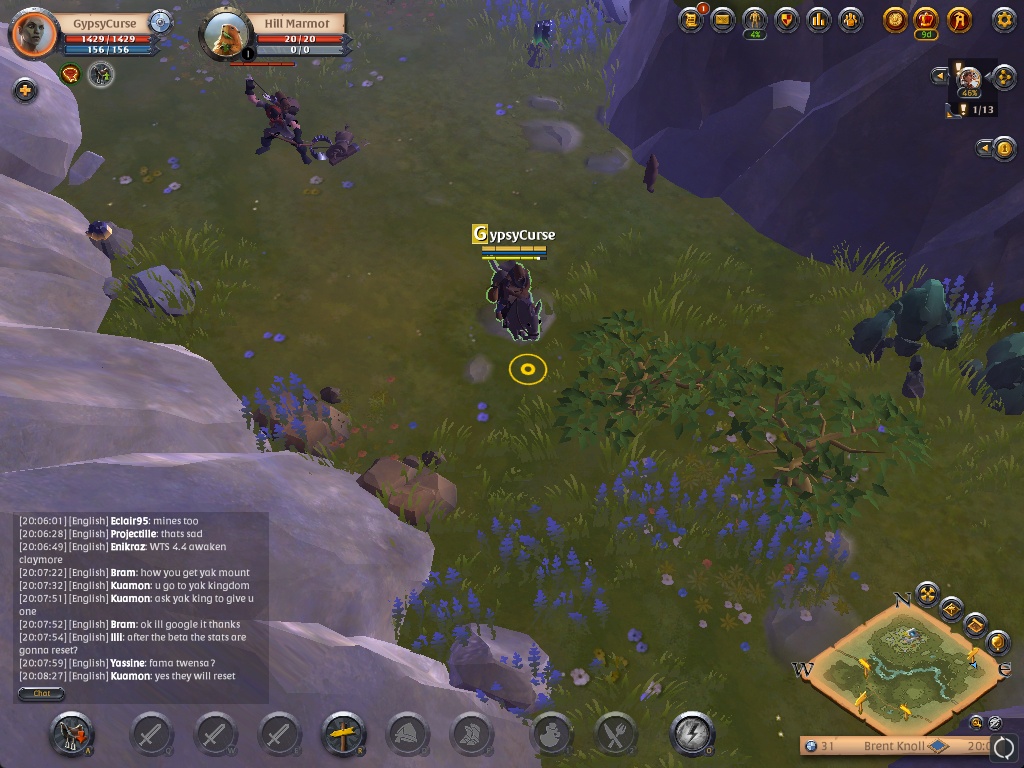 GypsyCurse
1429/1429
156/156
Hill Marmot
20/20
0/0
1
1
4%
9d
46%
1/13
GypsyCurse
[20:06:01] [English] Eclair95: mines too
[20:06:28] [English] Projectille: thats sad
[20:06:49] [English] Enikraz: WTS 4.4 awaken
claymore
[20:07:22] [English] Bram: how you get yak mount
[20:07:32] [English] Kuamon: u go to yak kingdom
[20:07:51] [English] Kuamon: ask yak king to give u
one
[20:07:52] [English] Bram: ok ill google it thanks
[20:07:54] [English] after the beta the stats are
gonna reset?
[20:07:59] [English] Yassine: fama twensa?
[20:08:27] [English] Kuamon: yes they will reset
Chat
N
W
E
A
W
R
31
Brent Knoll